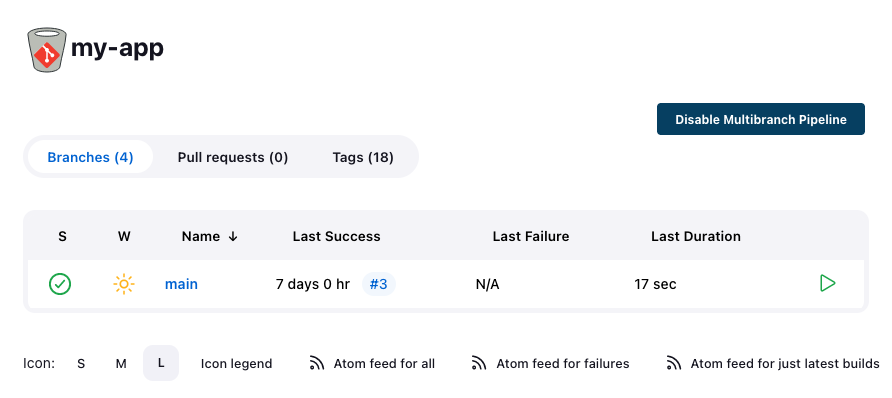 my-app
Disable Multibranch Pipeline
Branches (4) Pull requests (0) Tags (18)
S W Name ↓ Last Success Last Failure Last Duration
main 7 days 0 hr #3 N/A 17 sec
Icon: S M L Icon legend Atom feed for all Atom feed for failures Atom feed for just latest builds